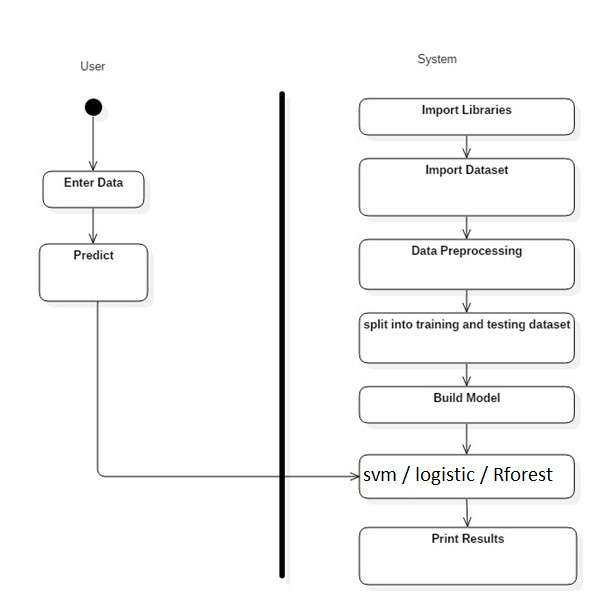 User
System
Enter Data
Predict
Import Libraries
Import Dataset
Data Preprocessing
split into training and testing dataset
Build Model
svm / logistic / Rforest
Print Results